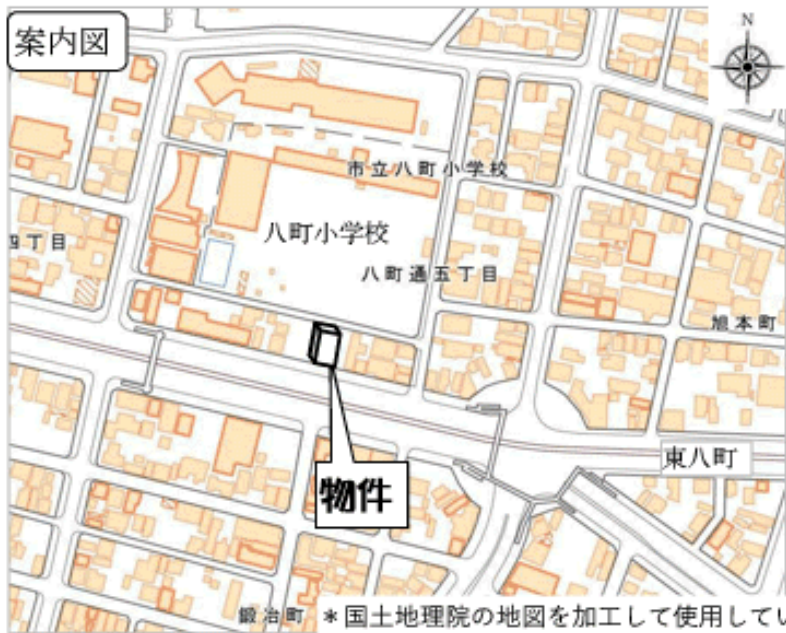 案内図
N
市立八町小学校
八町小学校
四丁目
八町通五丁目
旭本町
東八町
物件
鍛冶町
＊国土地理院の地図を加工して使用してい